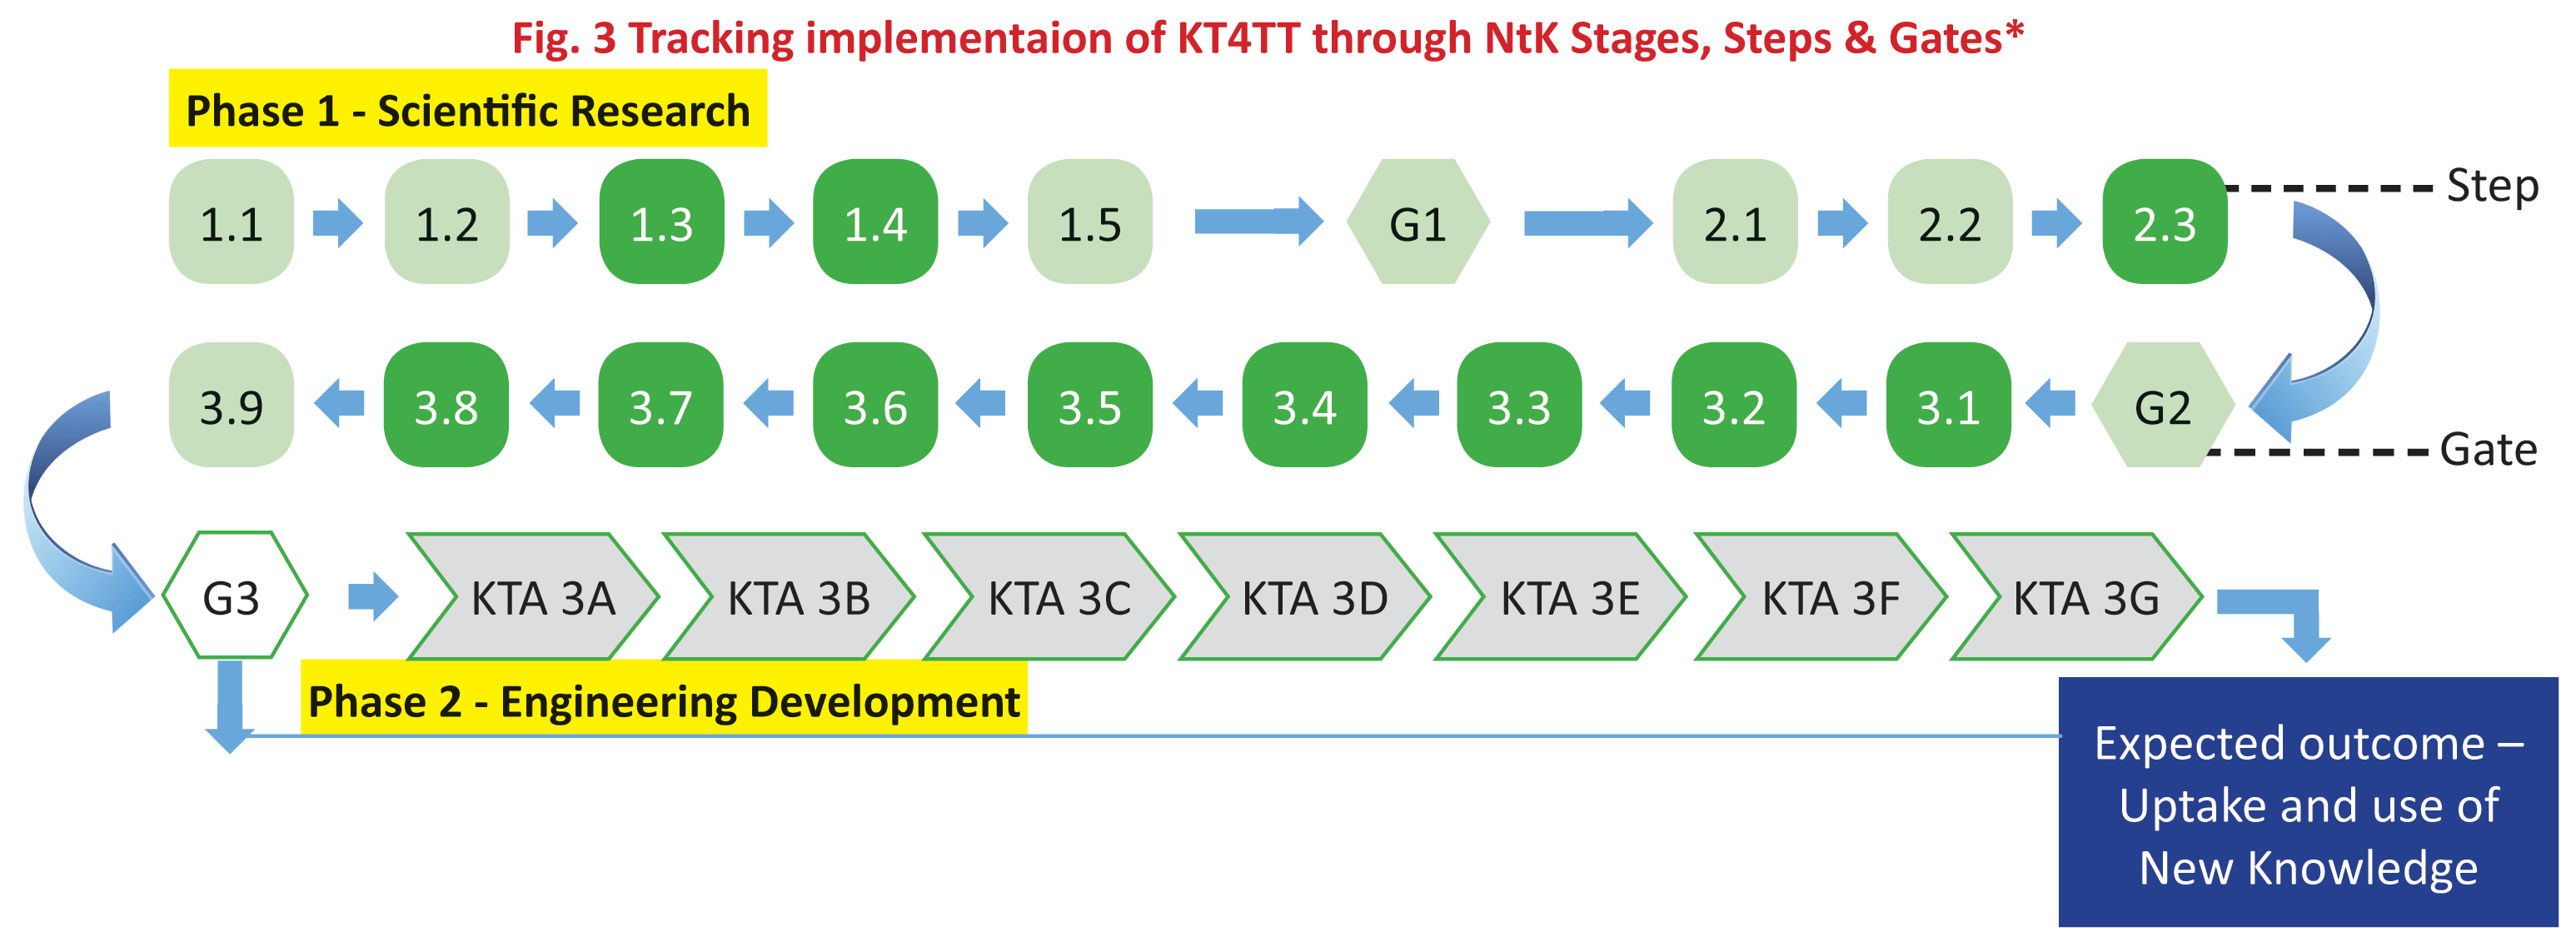 Fig. 3 Tracking implementaion of KT4TT through NtK Stages, Steps & Gates*
Phase 1 - Scientific Research
1.1
1.2
1.3
1.4
1.5
G1
2.1
2.2
2.3
Step
3.9
3.8
3.7
3.6
3.5
3.4
3.3
3.2
3.1
G2
Gate
G3
KTA 3A
KTA 3B
KTA 3C
KTA 3D
KTA 3E
KTA 3F
KTA 3G
Phase 2 - Engineering Development
Expected outcome –
Uptake and use of
New Knowledge